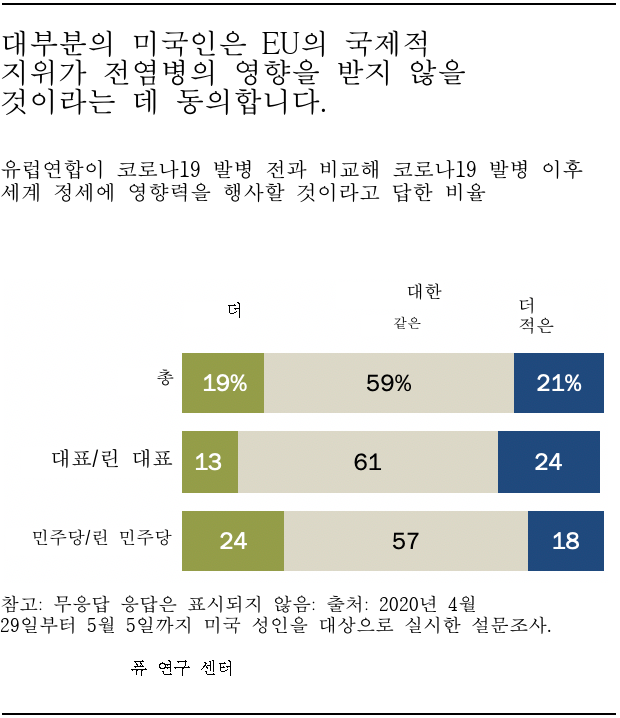 대부분의 미국인은 EU의 국제적
지위가 전염병의 영향을 받지 않을
것이라는 데 동의합니다.
유럽연합이 코로나19 발병 전과 비교해 코로나19 발병 이후
세계 정세에 영향력을 행사할 것이라고 답한 비율
더
대한
같은
더
적은
총
19%
59%
21%
대표/린 대표
13
61
24
민주당/린 민주당
24
57
18
참고: 무응답 응답은 표시되지 않음: 출처: 2020년 4월
29일부터 5월 5일까지 미국 성인을 대상으로 실시한 설문조사.
퓨 연구 센터